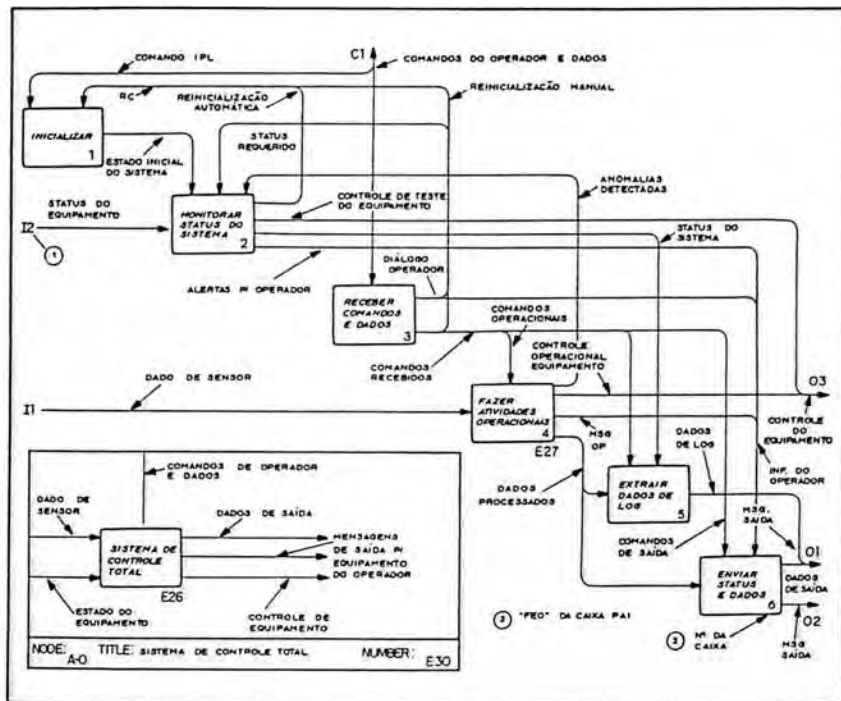 C1
COMANDO IPL
COMANDOS DO OPERADOR E DADOS
RC
REINICIALIZAÇÃO
AUTOMÁTICA
REINICIALIZAÇÃO MANUAL
INICIALIZAR
1
STATUS
REQUERIDO
ESTADO INICIAL
DO SISTEMA
ANOMALIAS
DETECTADAS
STATUS DO
EQUIPAMENTO
I2
1
MONITORAR
STATUS DO
SISTEMA
2
CONTROLE DE TESTE
DO EQUIPAMENTO
STATUS DO
SISTEMA
ALERTAS P/ OPERADOR
DIÁLOGO
OPERADOR
RECEBER
COMANDOS
E DADOS
3
COMANDOS
OPERACIONAIS
COMANDOS
RECEBIDOS
CONTROLE
OPERACIONAL
EQUIPAMENTO
DADO DE SENSOR
I1
FAZER
ATIVIDADES
OPERACIONAIS
4
E27
O3
CONTROLE
DO
EQUIPAMENTO
MSG
OP
DADOS
DE LOG
INF. DO
OPERADOR
DADOS
PROCESSADOS
EXTRAIR
DADOS DE
LOG
5
MSG.
SAÍDA
COMANDOS
DE SAÍDA
O1
DADOS
DE SAÍDA
ENVIAR
STATUS
E DADOS
6
O2
MSG
SAÍDA
3 "FEO" DA CAIXA PAI
2 Nº DA
CAIXA
COMANDOS DE OPERADOR
E DADOS
DADO DE
SENSOR
DADOS DE SAÍDA
SISTEMA DE
CONTROLE
TOTAL
E26
MENSAGENS
DE SAÍDA P/
EQUIPAMENTO
DO OPERADOR
ESTADO DO
EQUIPAMENTO
CONTROLE DE
EQUIPAMENTO
NODE: A-0 TITLE: SISTEMA DE CONTROLE TOTAL NUMBER: E30